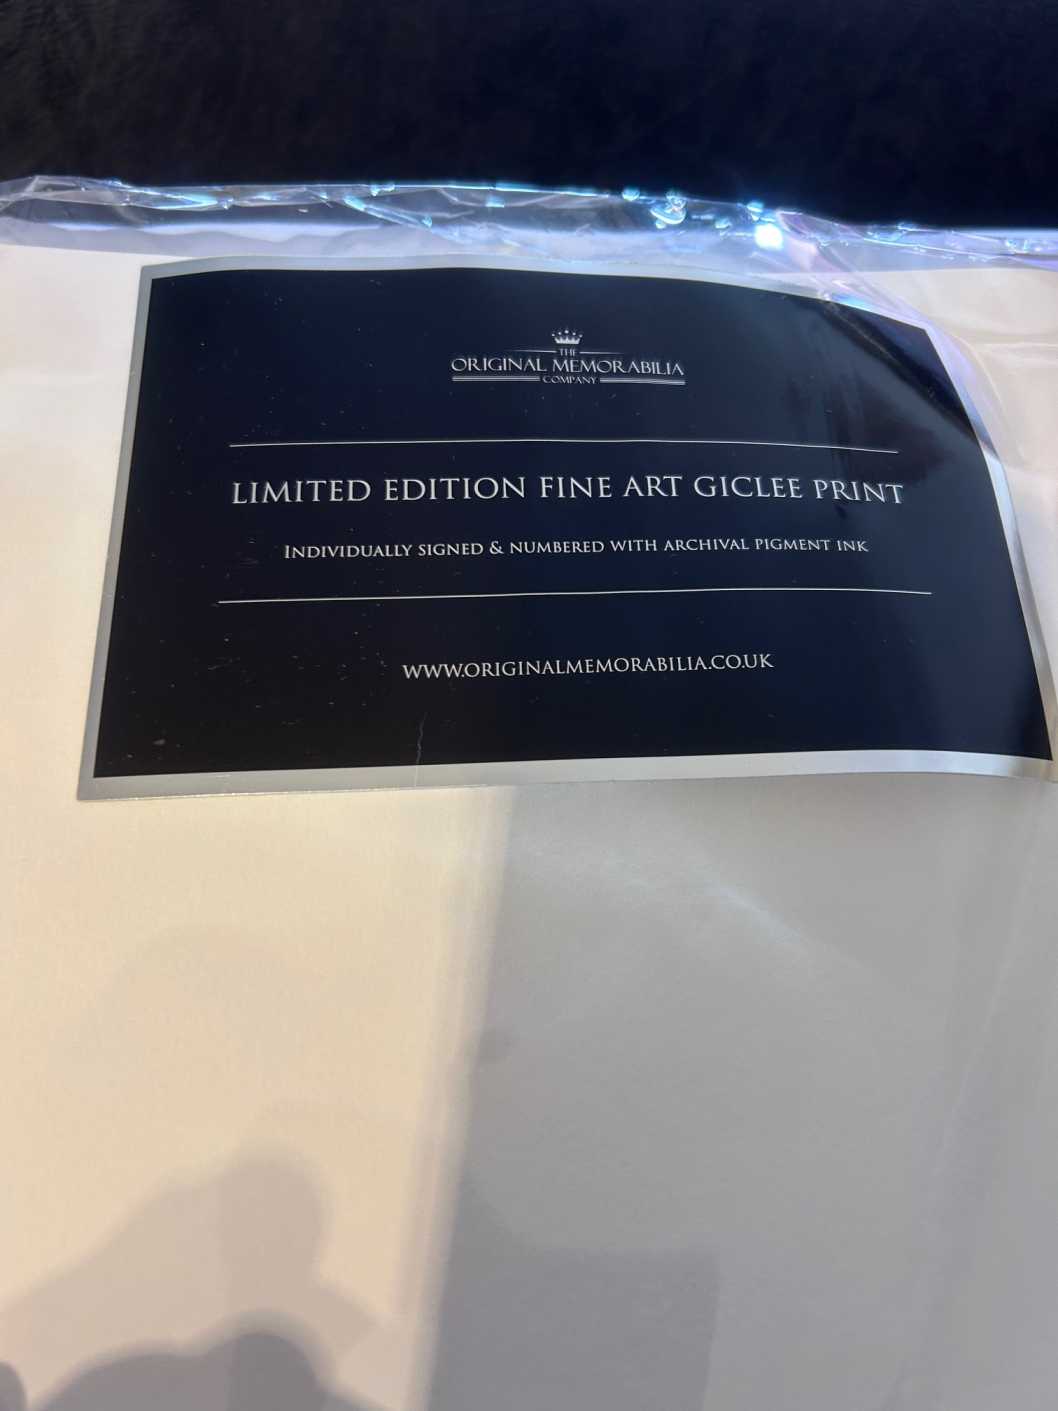 THE
ORIGINAL MEMORABILIA
COMPANY
LIMITED EDITION FINE ART GICLEE PRINT
INDIVIDUALLY SIGNED & NUMBERED WITH ARCHIVAL PIGMENT INK
WWW.ORIGINALMEMORABILIA.CO.UK